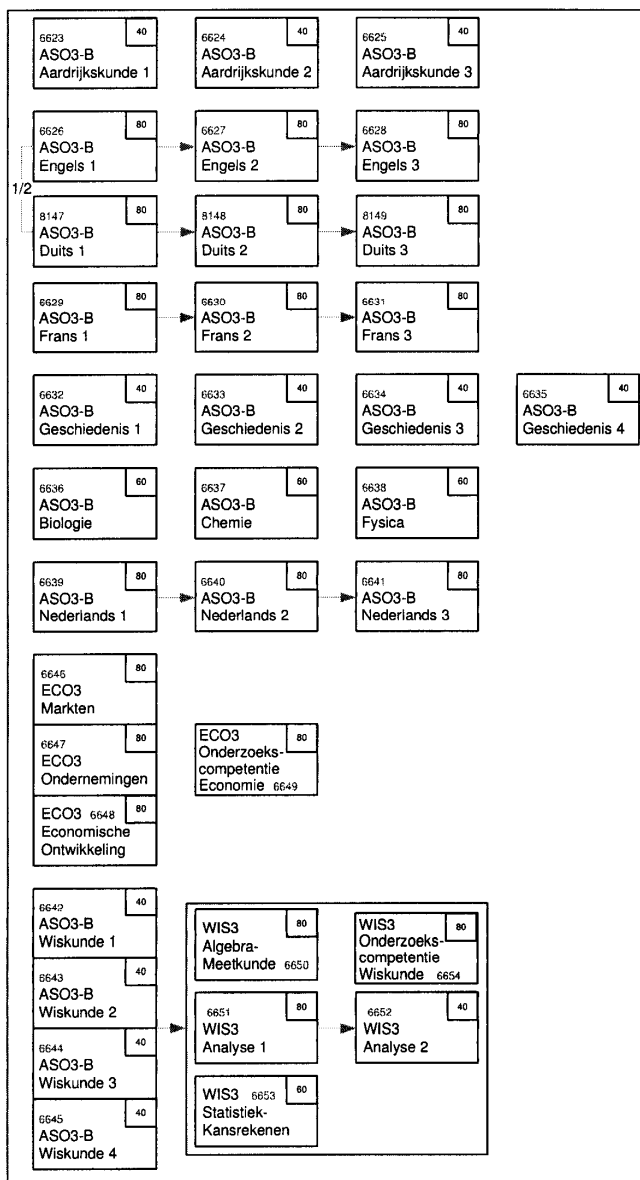 6623 40
ASO3-B
Aardrijkskunde 1
6624 40
ASO3-B
Aardrijkskunde 2
6625 40
ASO3-B
Aardrijkskunde 3
6626 80
ASO3-B
Engels 1
6627 80
ASO3-B
Engels 2
6628 80
ASO3-B
Engels 3
1/2
8147 80
ASO3-B
Duits 1
8148 80
ASO3-B
Duits 2
8149 80
ASO3-B
Duits 3
6629 80
ASO3-B
Frans 1
6630 80
ASO3-B
Frans 2
6631 80
ASO3-B
Frans 3
6632 40
ASO3-B
Geschiedenis 1
6633 40
ASO3-B
Geschiedenis 2
6634 40
ASO3-B
Geschiedenis 3
6635 40
ASO3-B
Geschiedenis 4
6636 60
ASO3-B
Biologie
6637 60
ASO3-B
Chemie
6638 60
ASO3-B
Fysica
6639 80
ASO3-B
Nederlands 1
6640 80
ASO3-B
Nederlands 2
6641 80
ASO3-B
Nederlands 3
6646 80
ECO3
Markten
6647 80
ECO3
Ondernemingen
ECO3 6648 80
Economische
Ontwikkeling
ECO3 80
Onderzoeks-
competentie
Economie 6649
6642 40
ASO3-B
Wiskunde 1
6643 40
ASO3-B
Wiskunde 2
6644 40
ASO3-B
Wiskunde 3
6645 40
ASO3-B
Wiskunde 4
WIS3 80
Algebra-
Meetkunde 6650
WIS3 80
Onderzoeks-
competentie
Wiskunde 6654
6651 80
WIS3
Analyse 1
6652 40
WIS3
Analyse 2
WIS3 6653 60
Statistiek-
Kansrekenen